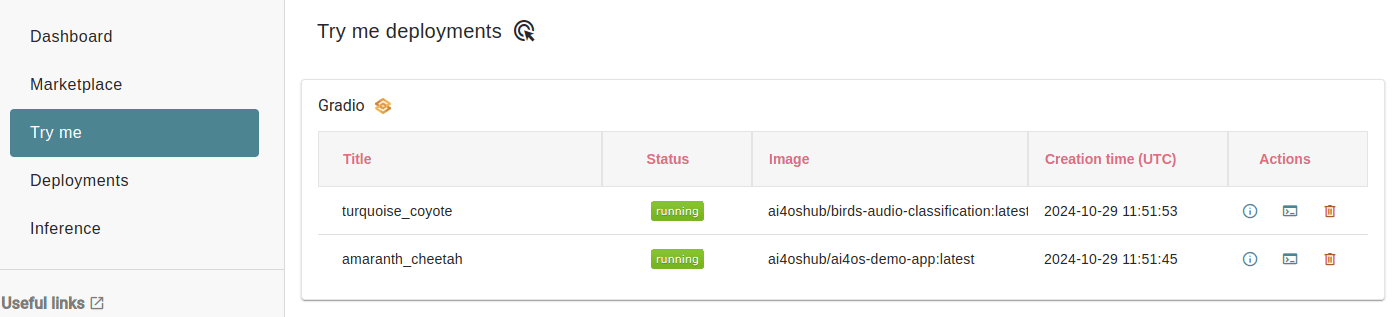 Dashboard
Marketplace
Try me
Deployments
Inference
Useful links
Try me deployments
Gradio
Title Status Image Creation time (UTC) Actions
turquoise_coyote running ai4oshub/birds-audio-classification:latest 2024-10-29 11:51:53
amaranth_cheetah running ai4oshub/ai4os-demo-app:latest 2024-10-29 11:51:45